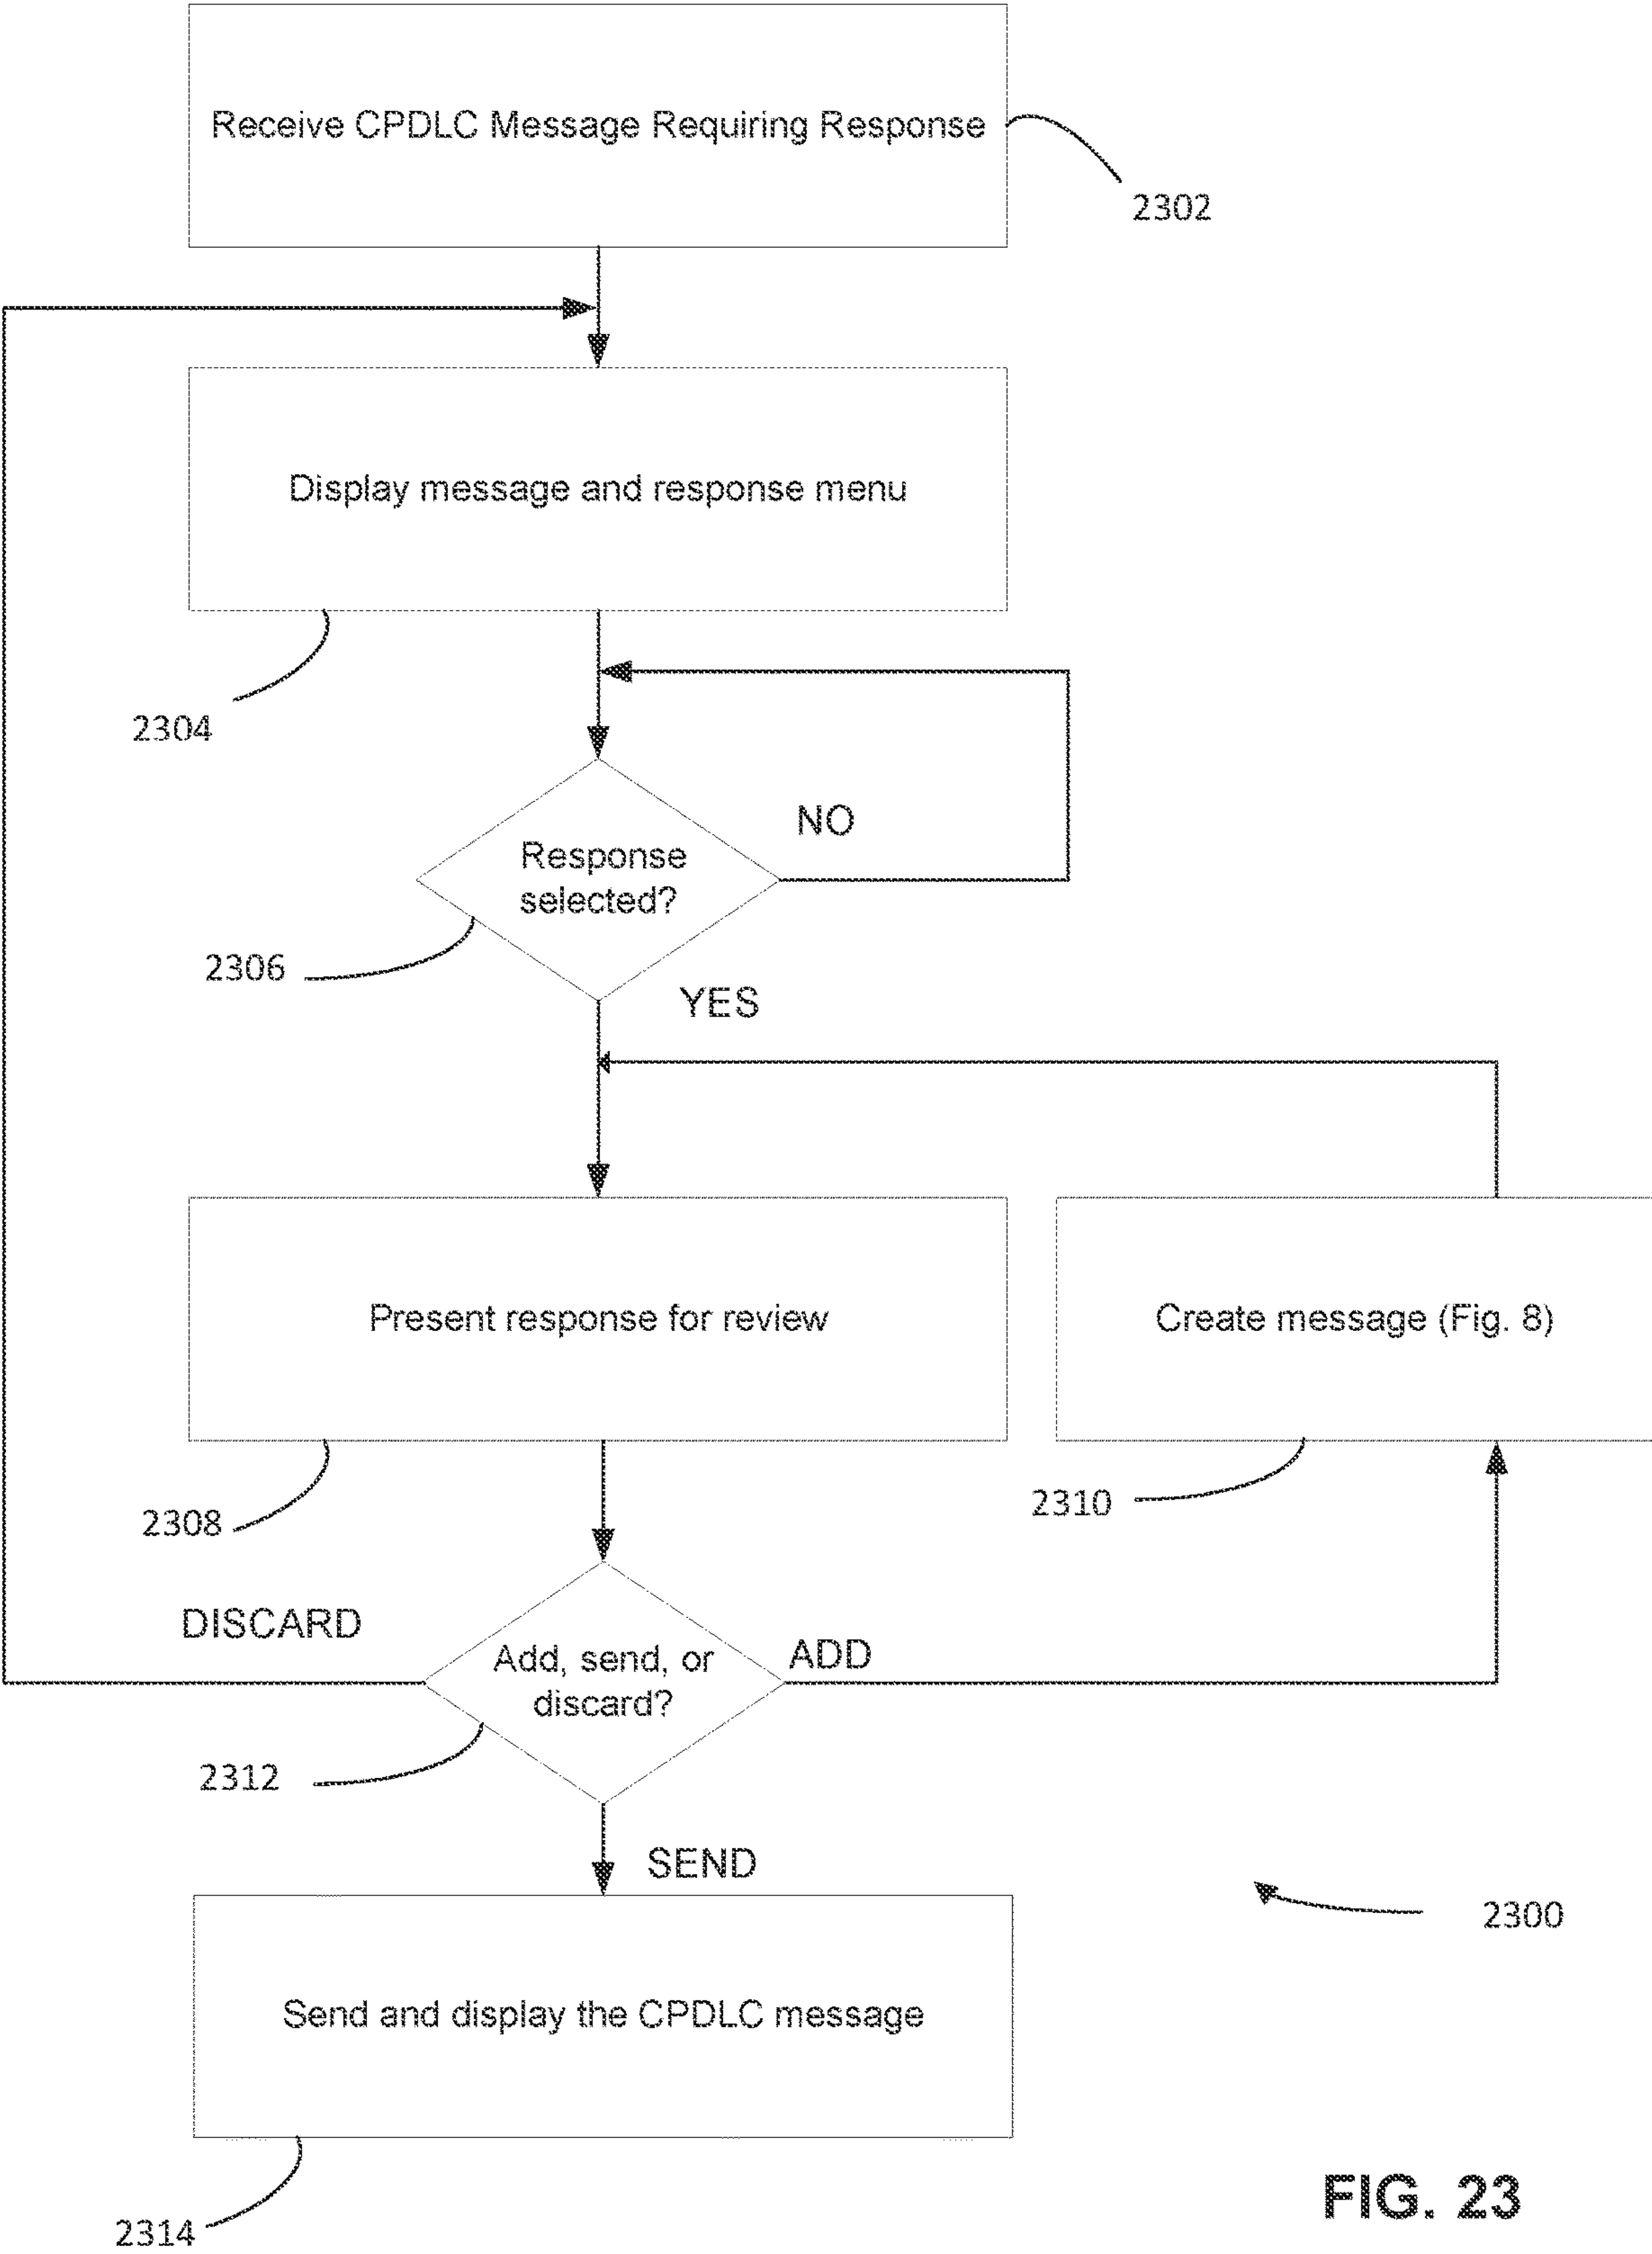 Receive CPDLC Message Requiring Response
2302
Display message and response menu
2304
NO
Response
selected?
2306
YES
Present response for review
Create message (Fig. 8)
2308
2310
DISCARD
ADD
Add, send, or
discard?
2312
SEND
2300
Send and display the CPDLC message
2314
FIG. 23